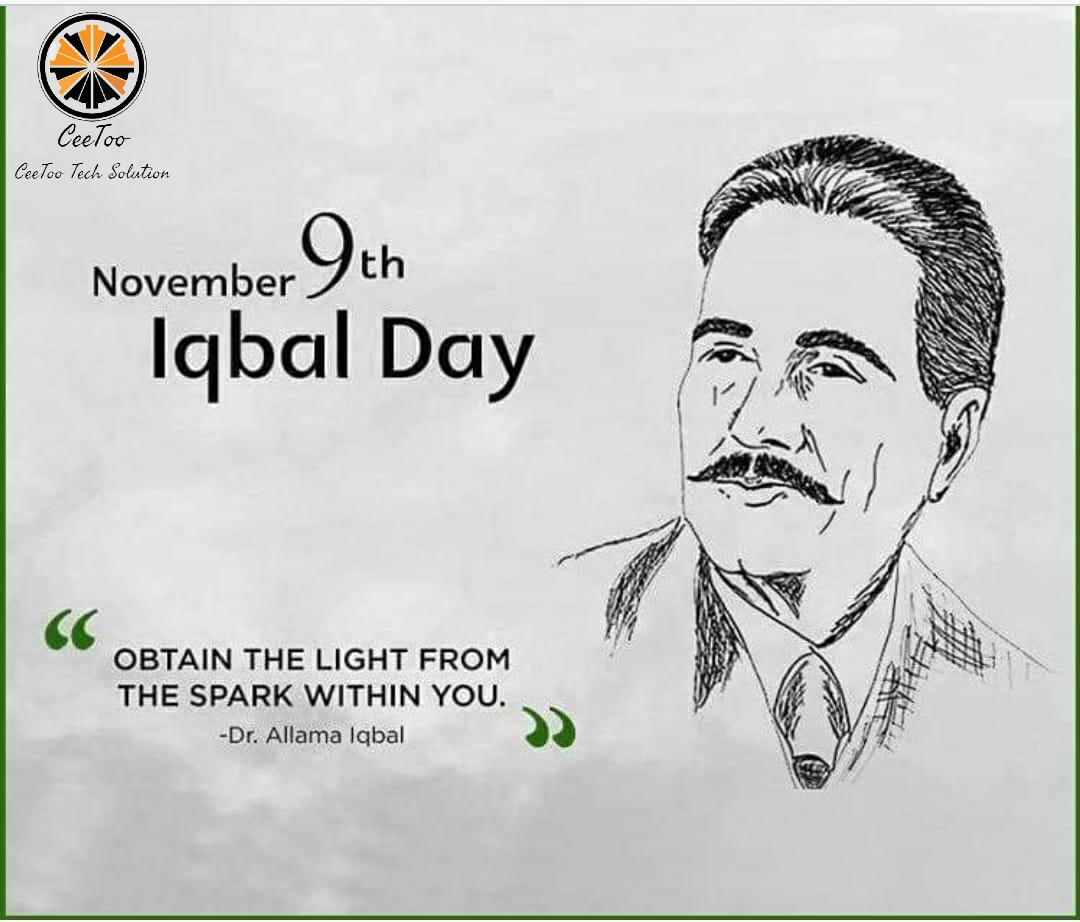 CeeToo
CeeToo Tech Solution
November 9th
Iqbal Day
“ OBTAIN THE LIGHT FROM
THE SPARK WITHIN YOU. ”
-Dr. Allama Iqbal